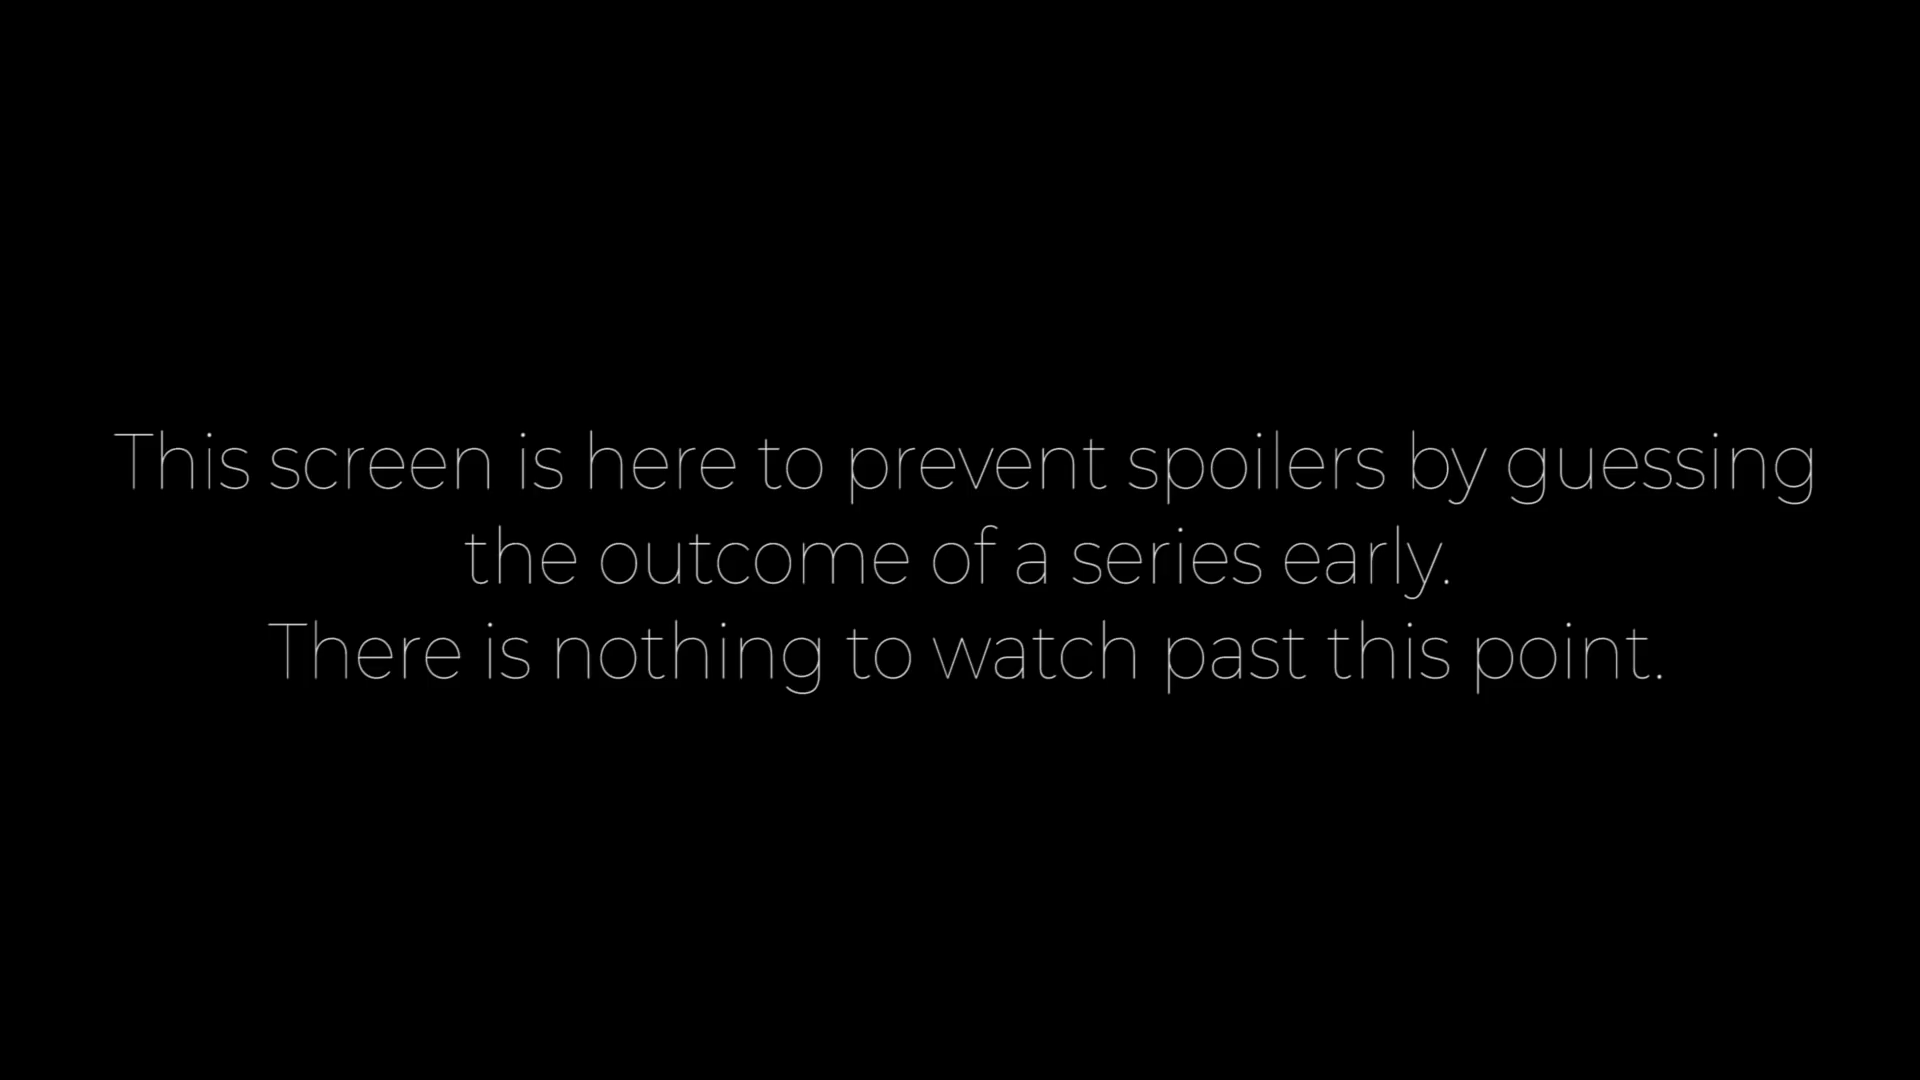 This screen is here to prevent spoilers by guessing
the outcome of a series early.
There is nothing to watch past this point.